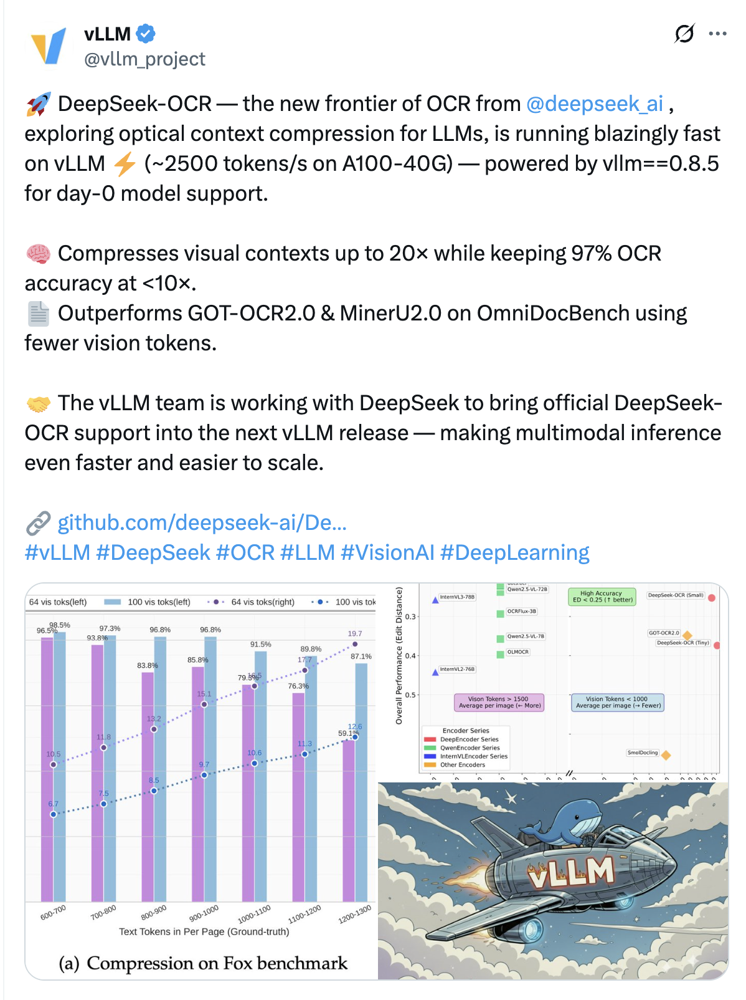 vLLM
@vllm_project
🚀 DeepSeek-OCR — the new frontier of OCR from @deepseek_ai ,
exploring optical context compression for LLMs, is running blazingly fast
on vLLM ⚡ (~2500 tokens/s on A100-40G) — powered by vllm==0.8.5
for day-0 model support.
🧠 Compresses visual contexts up to 20× while keeping 97% OCR
accuracy at <10×.
📄 Outperforms GOT-OCR2.0 & MinerU2.0 on OmniDocBench using
fewer vision tokens.
🤝 The vLLM team is working with DeepSeek to bring official DeepSeek-
OCR support into the next vLLM release — making multimodal inference
even faster and easier to scale.
🔗 github.com/deepseek-ai/De…
#vLLM #DeepSeek #OCR #LLM #VisionAI #DeepLearning
64 vis toks(left) 100 vis toks(left) 64 vis toks(right) 100 vis tok
96.5% 98.5% 93.8% 97.3% 83.8% 96.8% 85.8% 96.8% 79.3% 91.5% 76.3% 89.8% 59.1% 87.1%
10.5 11.8 13.2 15.1 16.5 17.7 19.7
6.7 7.5 8.5 9.7 10.6 11.3 12.6
600-700 700-800 800-900 900-1000 1000-1100 1100-1200 1200-1300
Text Tokens in Per Page (Ground-truth)
(a) Compression on Fox benchmark
Overall Performance (Edit Distance)
0.3
0.4
0.5
InternVL3-78B
InternVL2-76B
Qwen2.5-VL-72B
OCRFlux-3B
Qwen2.5-VL-7B
OLMOCR
High Accuracy
ED < 0.25 (↑ better)
DeepSeek-OCR (Small)
GOT-OCR2.0
DeepSeek-OCR (Tiny)
Vison Tokens > 1500
Average per image (← More)
Vision Tokens < 1000
Average per image (→ Fewer)
Encoder Series
DeepEncoder Series
QwenEncoder Series
InternVLEncoder Series
Other Encoders
SmolDocling
vLLM